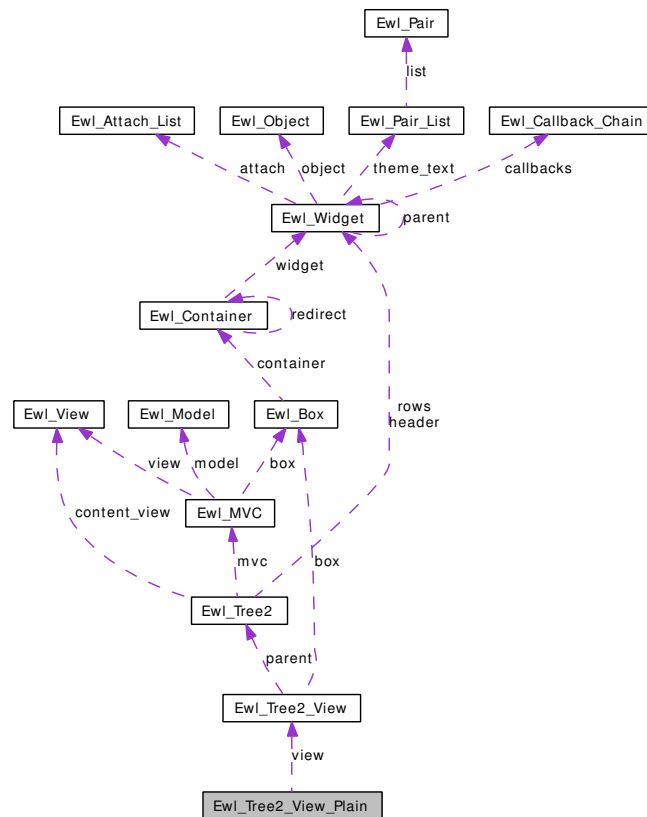 Ewl_Pair
list
Ewl_Attach_List
Ewl_Object
Ewl_Pair_List
Ewl_Callback_Chain
attach
object
theme_text
callbacks
Ewl_Widget
parent
widget
Ewl_Container
redirect
container
Ewl_View
Ewl_Model
Ewl_Box
rows
header
view
model
box
content_view
Ewl_MVC
mvc
box
Ewl_Tree2
parent
Ewl_Tree2_View
view
Ewl_Tree2_View_Plain